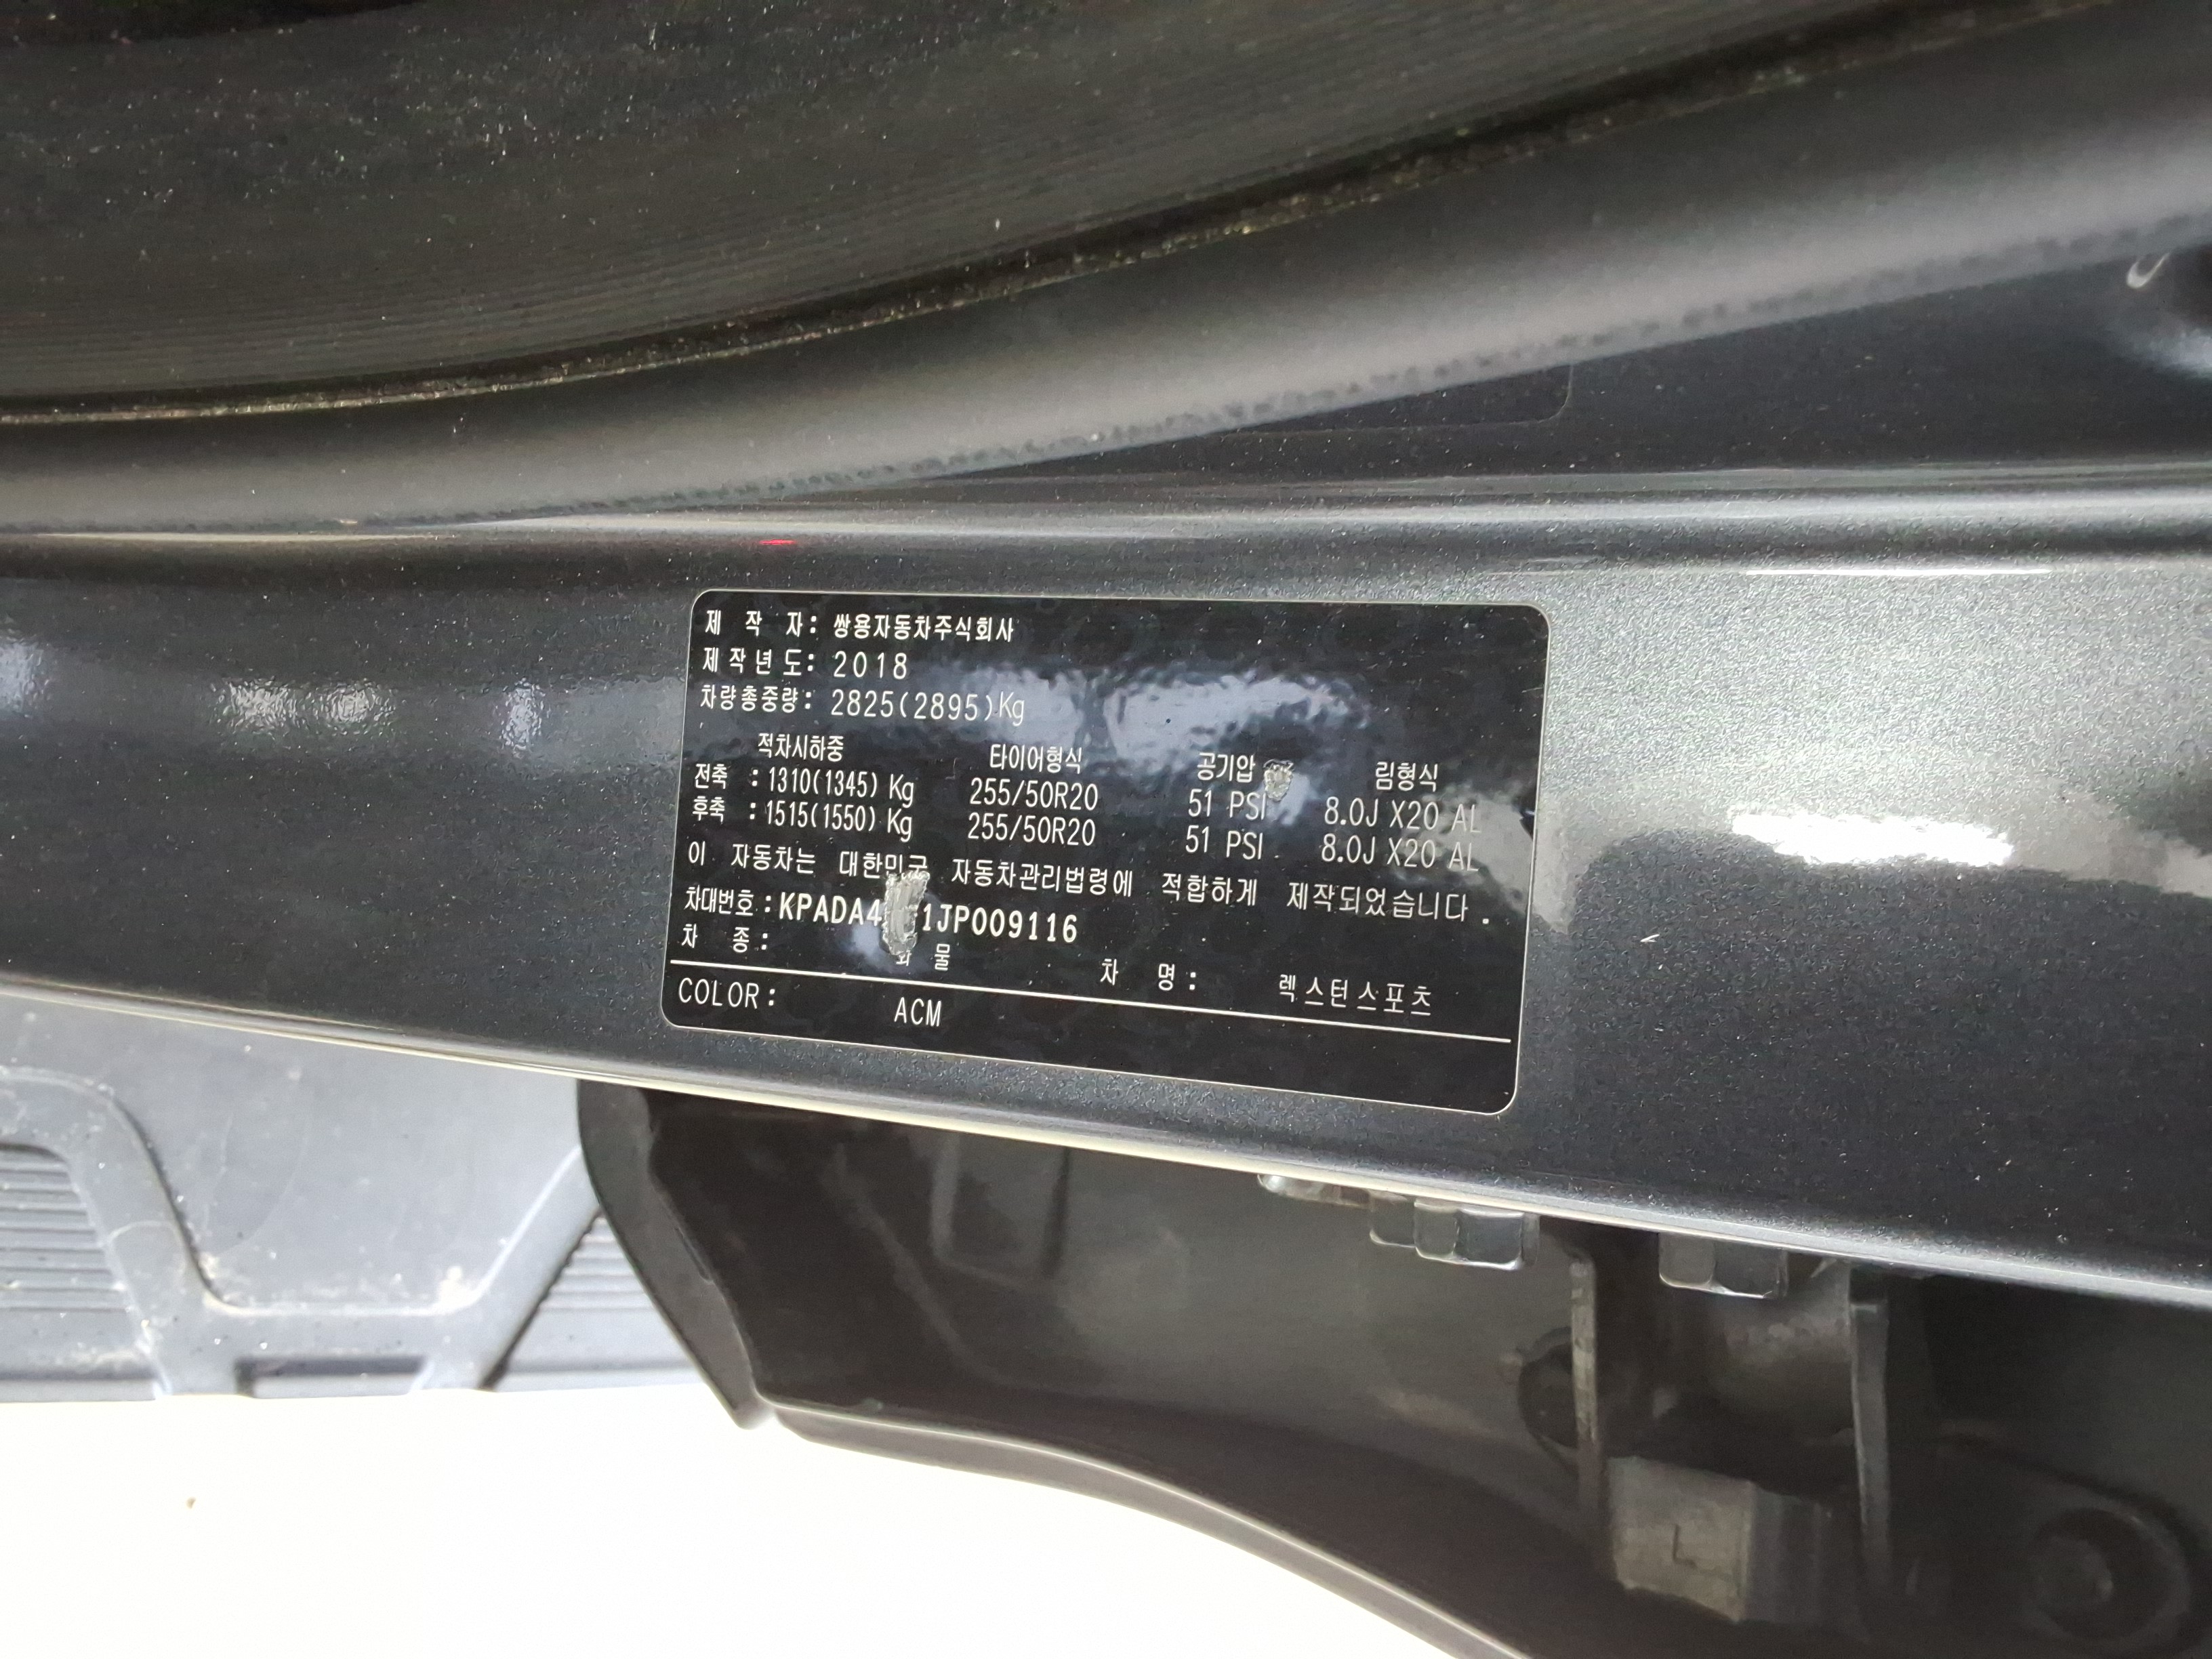 제 작 자: 쌍용자동차주식회사
제작년도: 2018
차량총중량: 2825(2895)Kg
적차시하중 타이어형식 공기압 림형식
전축 : 1310(1345) Kg 255/50R20 51 PSI 8.0J X20 AL
후축 : 1515(1550) Kg 255/50R20 51 PSI 8.0J X20 AL
이 자동차는 대한민국 자동차관리법령에 적합하게 제작되었습니다.
차대번호:
차 종: 화 물 차 명: 렉스턴스포츠
COLOR: ACM
L